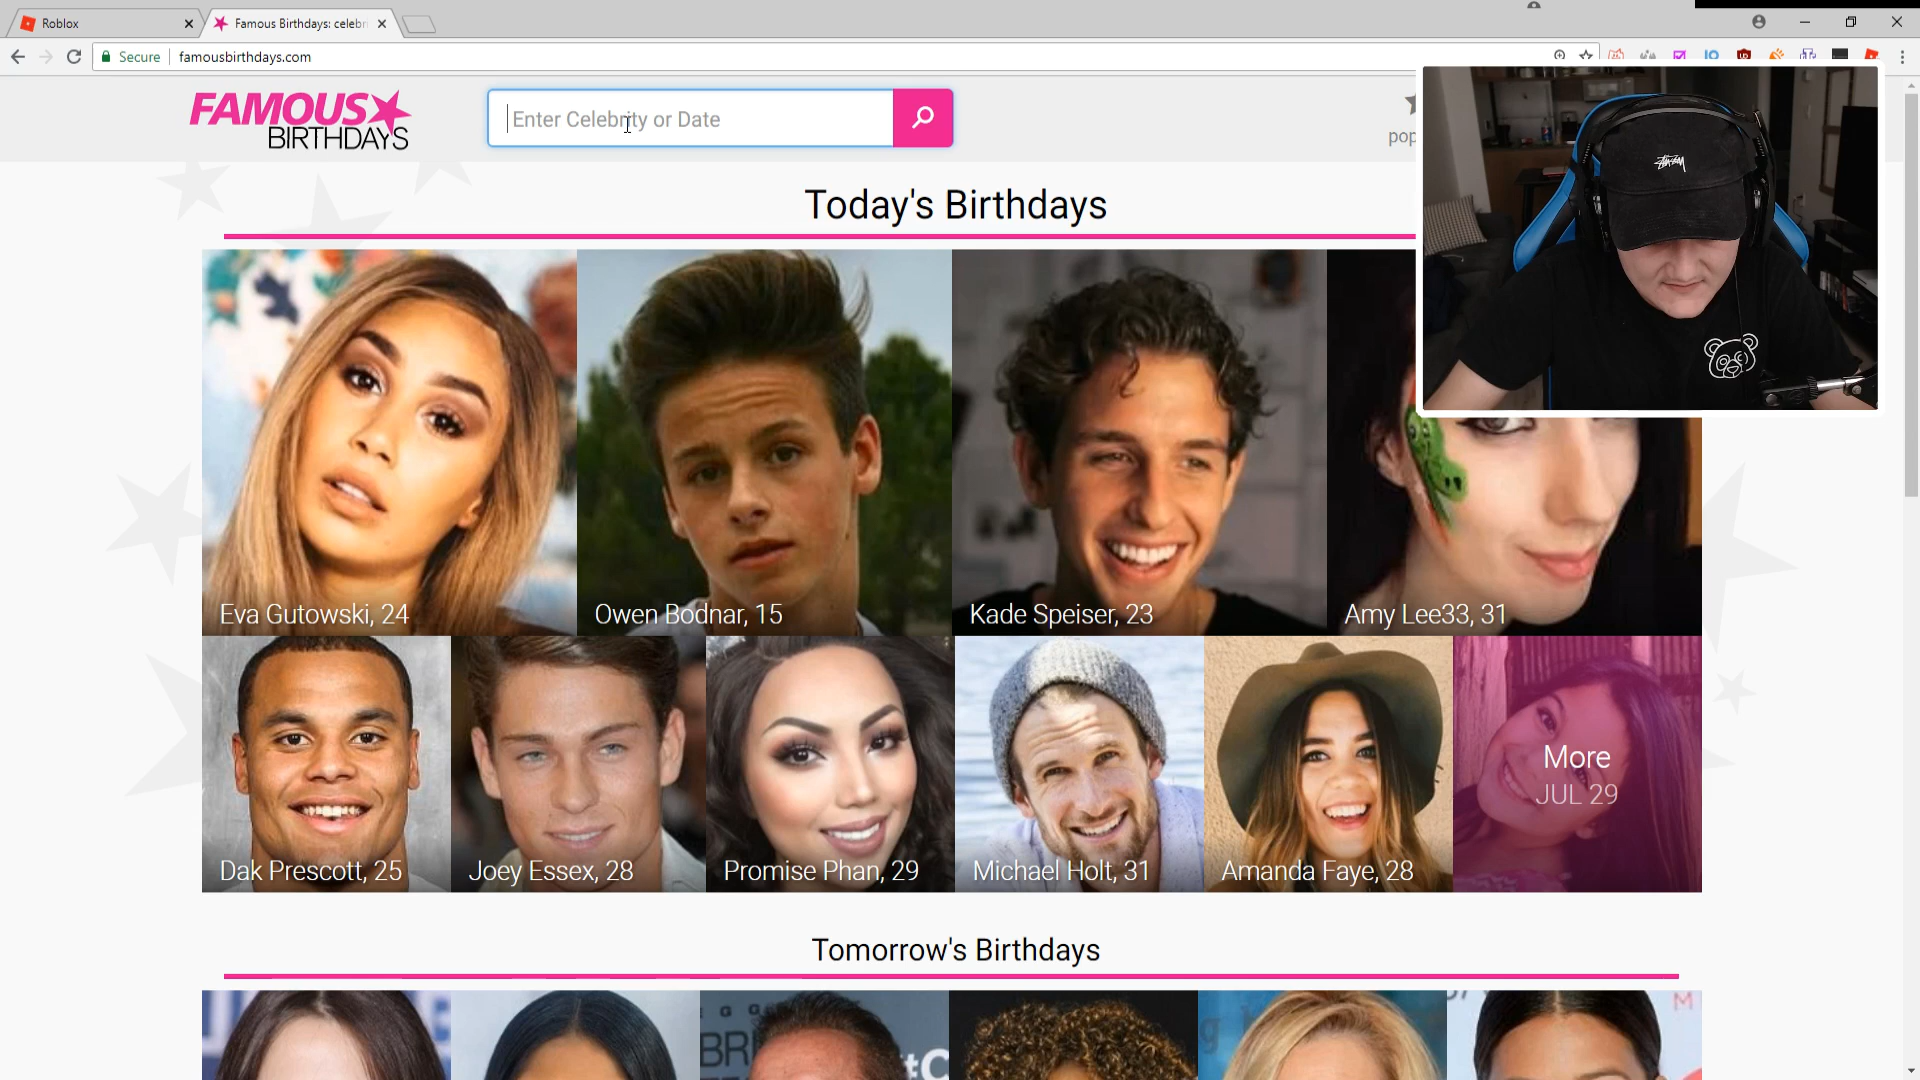 Roblox
Famous Birthdays: celebr
Secure
famousbirthdays.com
FAMOUS
BIRTHDAYS
Enter Celebrity or Date
pop
Today's Birthdays
Eva Gutowski, 24
Owen Bodnar, 15
Kade Speiser, 23
Amy Lee33, 31
Dak Prescott, 25
Joey Essex, 28
Promise Phan, 29
Michael Holt, 31
Amanda Faye, 28
More
JUL 29
Tomorrow's Birthdays